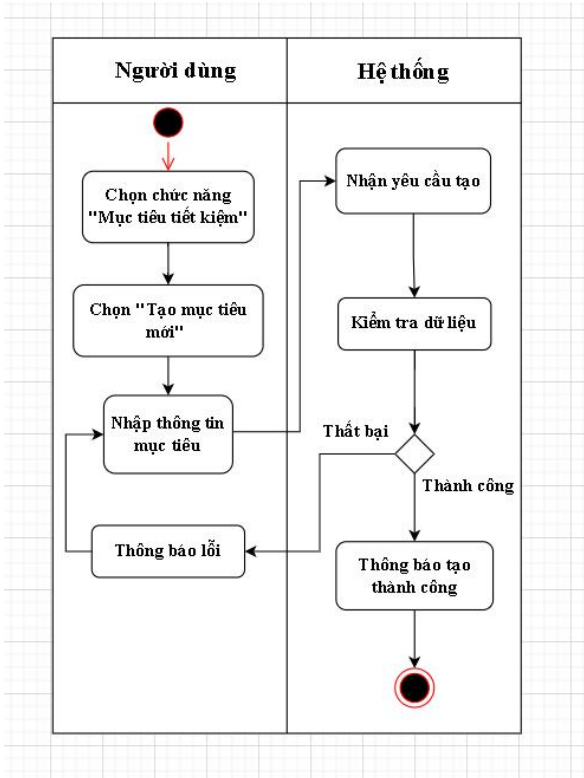 Người dùng
Hệ thống
Chọn chức năng
"Mục tiêu tiết kiệm"
Chọn "Tạo mục tiêu
mới"
Nhập thông tin
mục tiêu
Nhận yêu cầu tạo
Kiểm tra dữ liệu
Thất bại
Thành công
Thông báo lỗi
Thông báo tạo
thành công